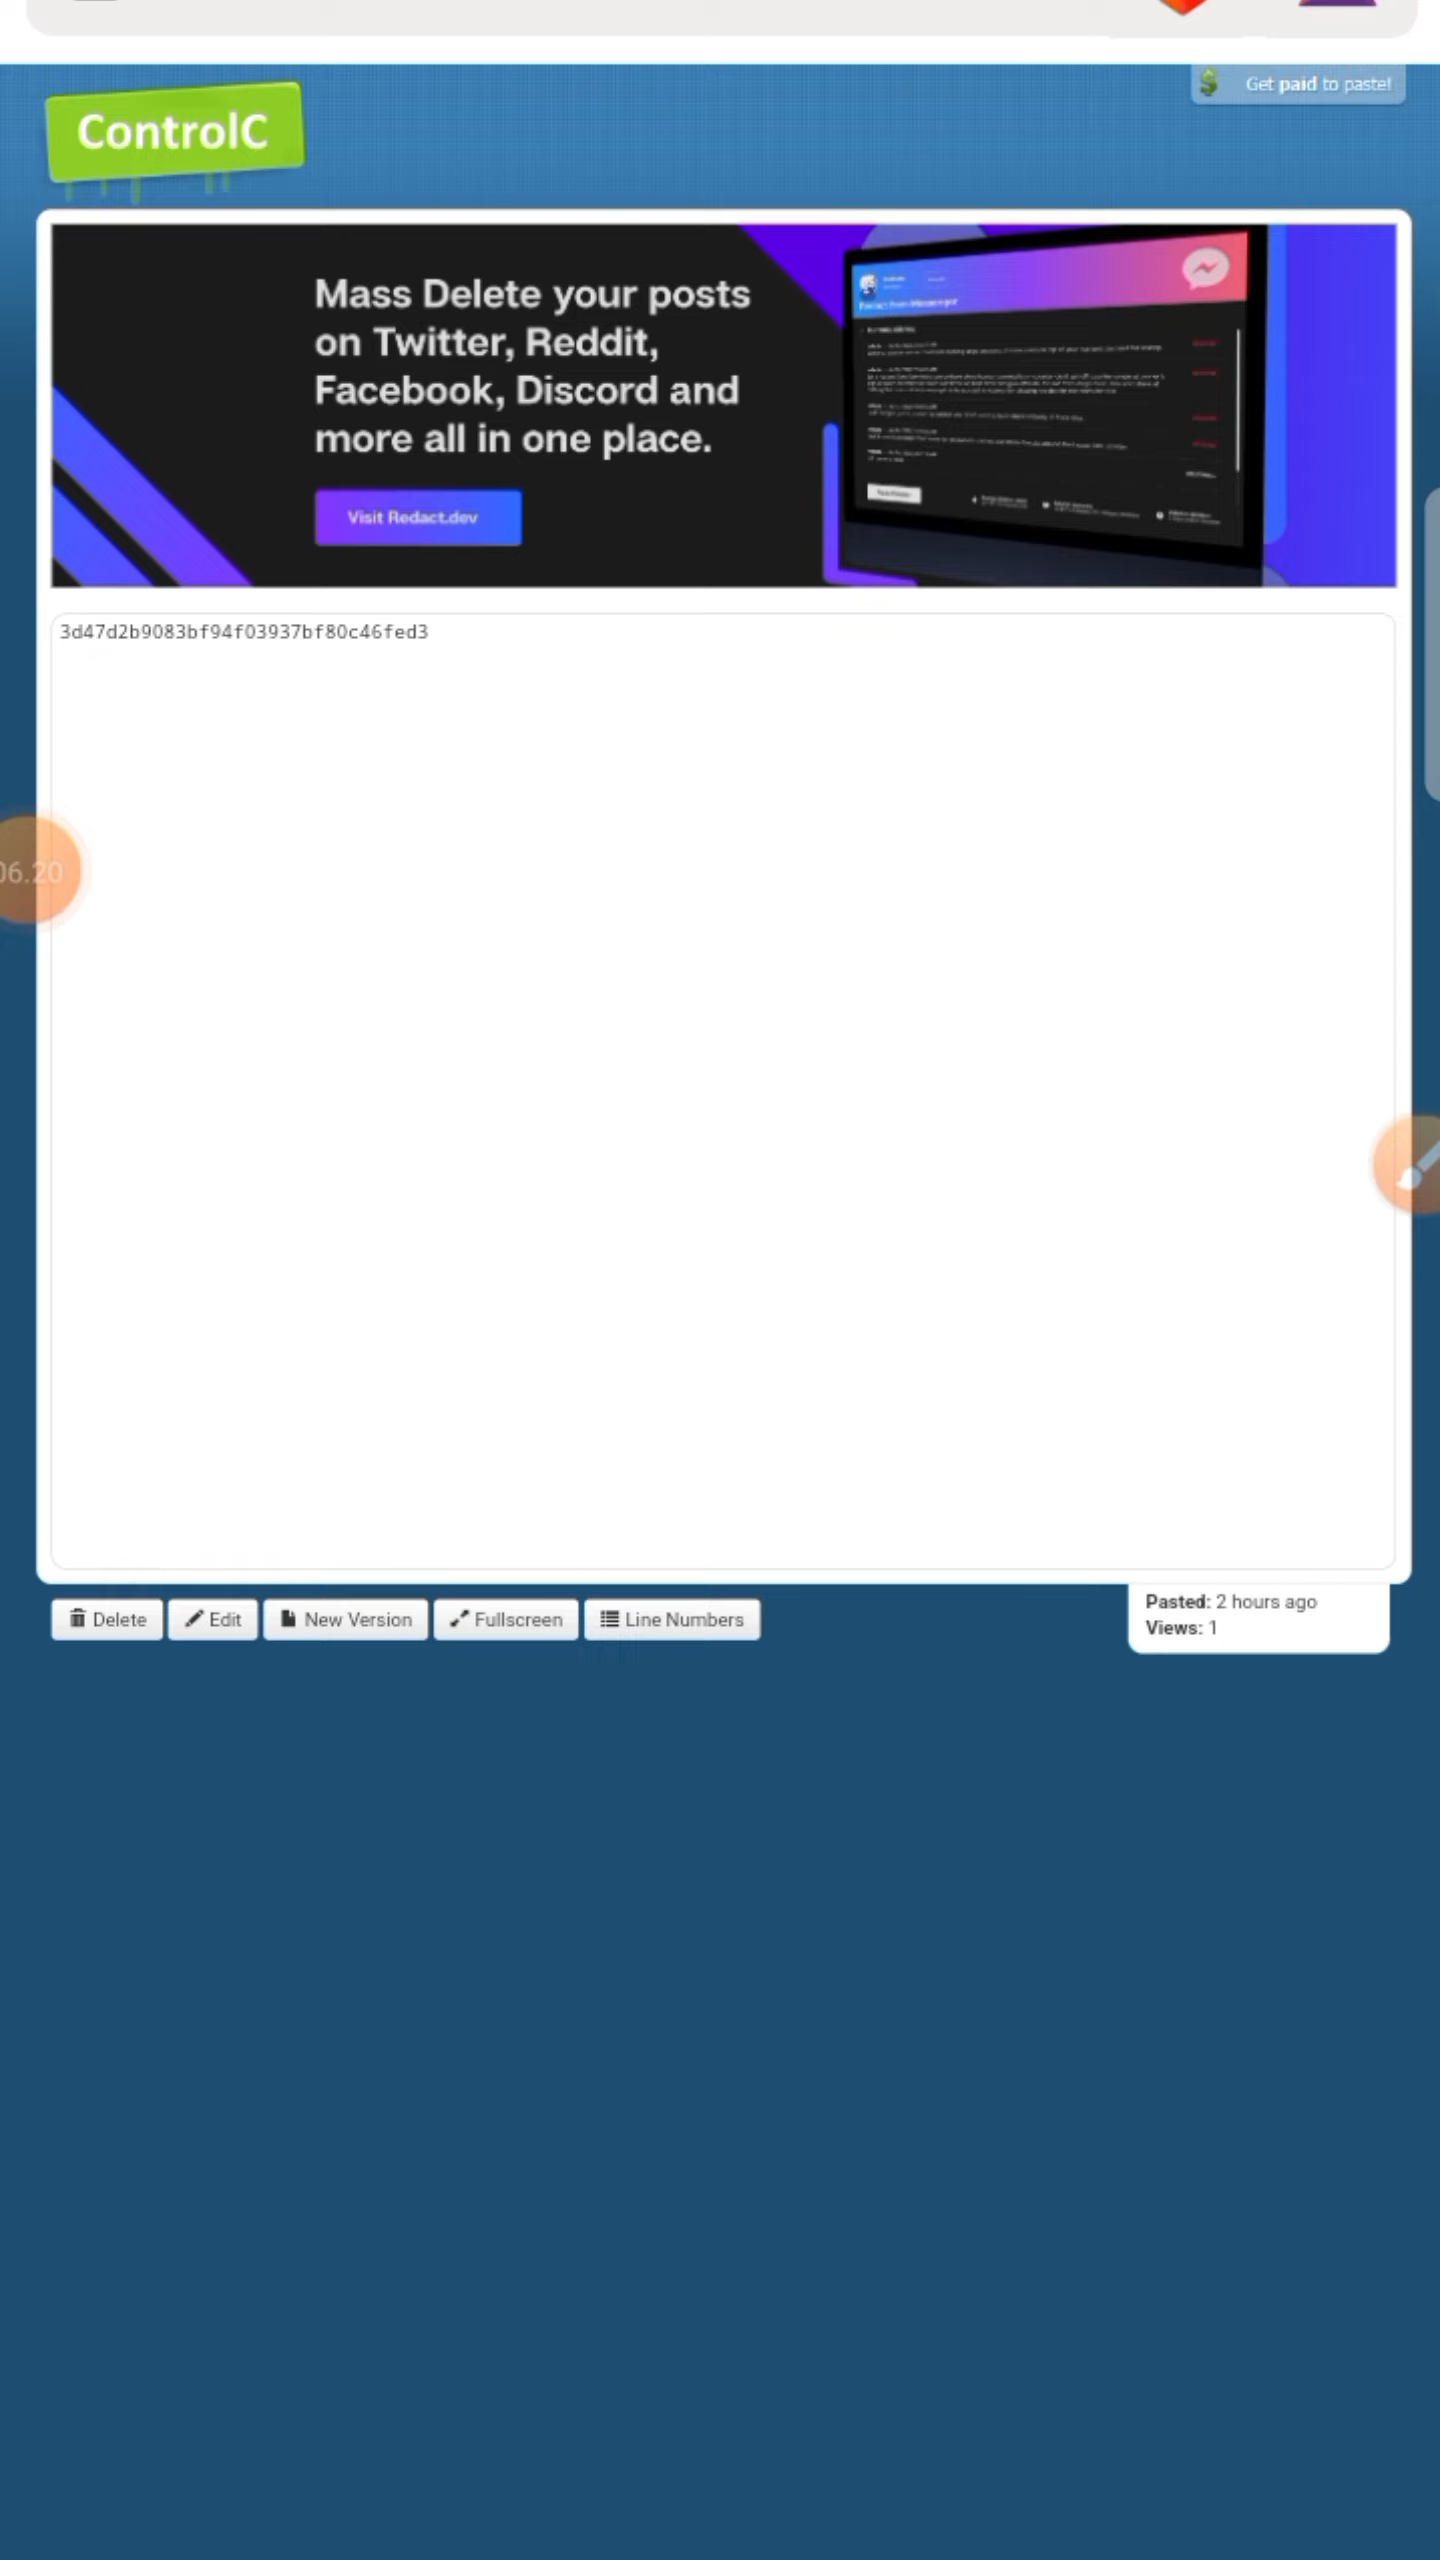 Get paid to paste!
ControlC
Mass Delete your posts
on Twitter, Reddit,
Facebook, Discord and
more all in one place.
Visit Redact.dev
3d47d2b9083bf94f03937bf80c46fed3
06.20
Delete
Edit
New Version
Fullscreen
Line Numbers
Pasted: 2 hours ago
Views: 1